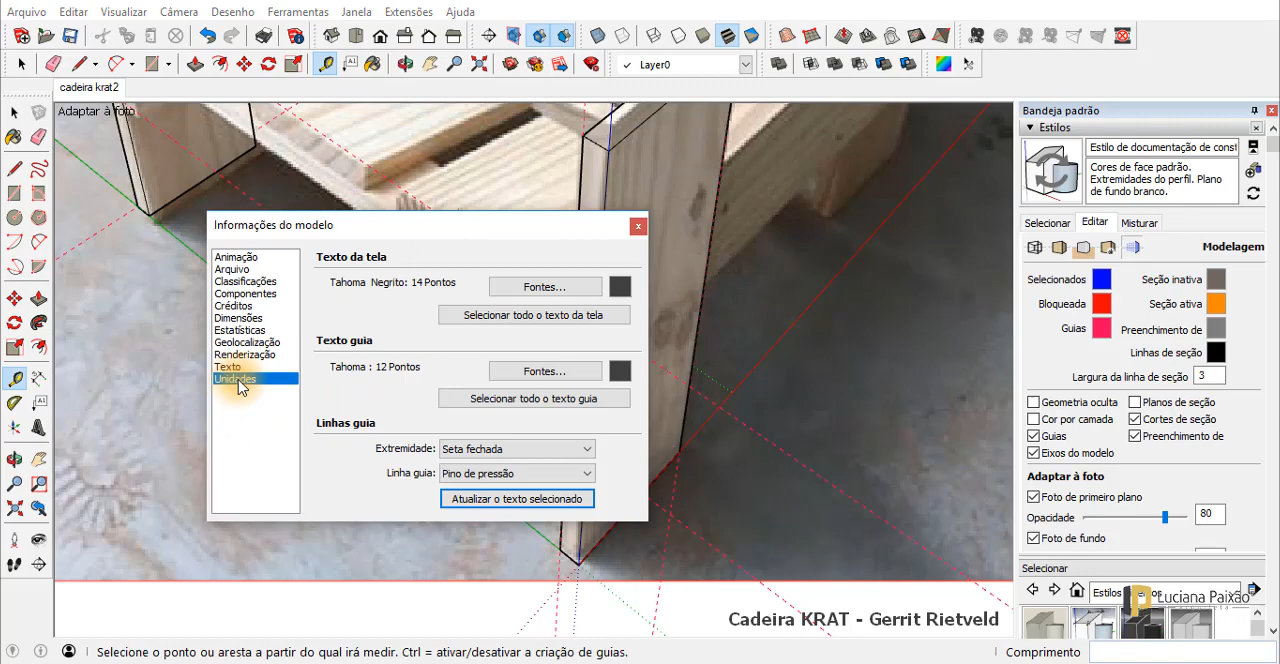 Arquivo Editar Visualizar Câmera Desenho Ferramentas Janela Extensões Ajuda
Layer0
cadeira krat2
Adaptar à foto
Informações do modelo
Animação
Arquivo
Classificações
Componentes
Créditos
Dimensões
Estatísticas
Geolocalização
Renderização
Texto
Unidades
Texto da tela
Tahoma Negrito: 14 Pontos
Fontes...
Selecionar todo o texto da tela
Texto guia
Tahoma : 12 Pontos
Fontes...
Selecionar todo o texto guia
Linhas guia
Extremidade: Seta fechada
Linha guia: Pino de pressão
Atualizar o texto selecionado
Cadeira KRAT - Gerrit Rietveld
Bandeja padrão
Estilos
Estilo de documentação de const
Cores de face padrão.
Extremidades do perfil. Plano
de fundo branco.
Selecionar Editar Misturar
Modelagem
Selecionados Seção inativa
Bloqueada Seção ativa
Guias Preenchimento de
Linhas de seção
Largura da linha de seção 3
Geometria oculta Planos de seção
Cor por camada Cortes de seção
Guias Preenchimento de
Eixos do modelo
Adaptar à foto
Foto de primeiro plano
Opacidade 80
Foto de fundo
Selecionar
Luciana Paixão
Selecione o ponto ou aresta a partir do qual irá medir. Ctrl = ativar/desativar a criação de guias.
Comprimento